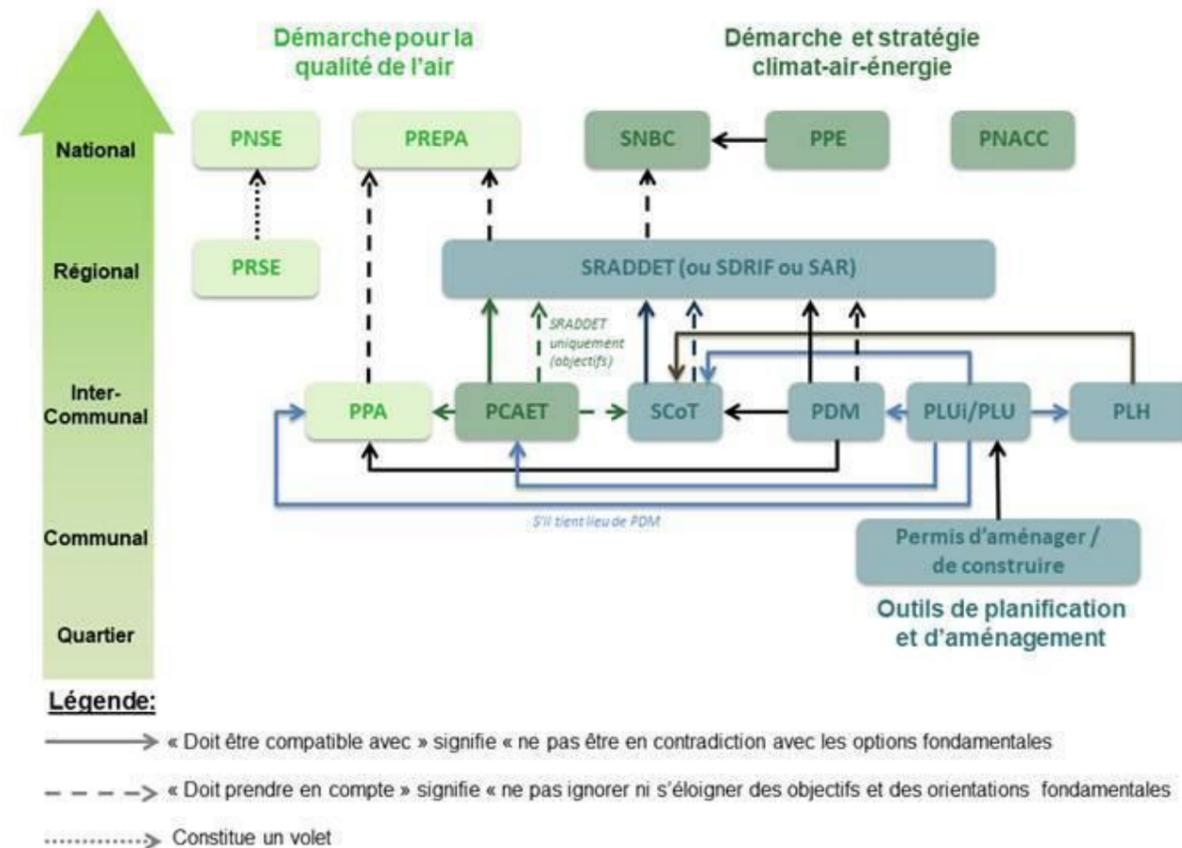 Démarche pour la
qualité de l'air
Démarche et stratégie
climat-air-énergie
National
PNSE
PREPA
SNBC
PPE
PNACC
Régional
PRSE
SRADDET (ou SDRIF ou SAR)
SRADDET
uniquement
(objectifs)
Inter-
Communal
PPA
PCAET
SCoT
PDM
PLUi/PLU
PLH
S'il tient lieu de PDM
Communal
Permis d'aménager /
de construire
Quartier
Outils de planification
et d'aménagement
Légende:
« Doit être compatible avec » signifie « ne pas être en contradiction avec les options fondamentales
« Doit prendre en compte » signifie « ne pas ignorer ni s'éloigner des objectifs et des orientations fondamentales
Constitue un volet